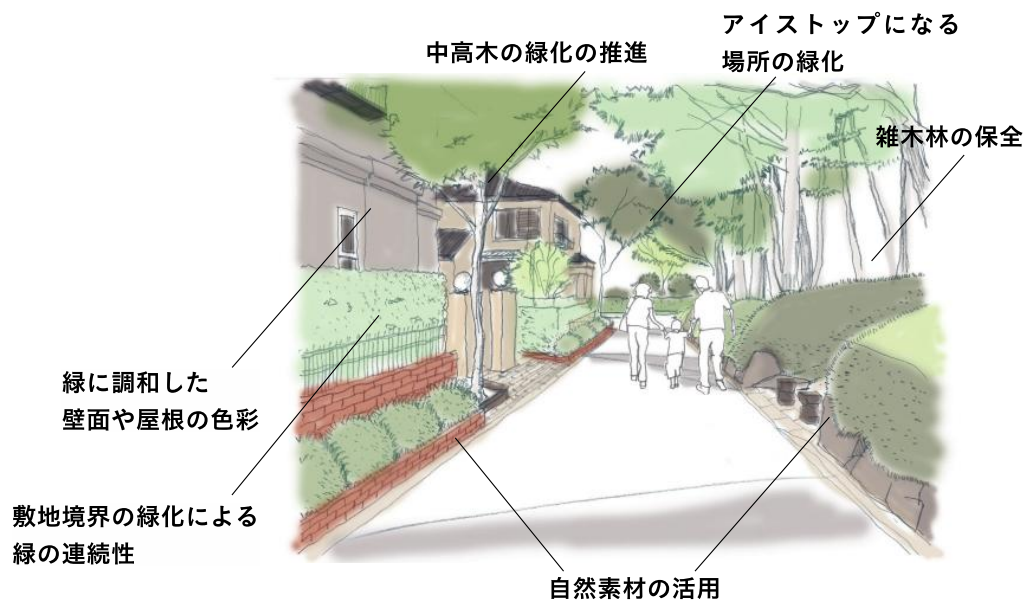 アイストップになる
場所の緑化
中高木の緑化の推進
雑木林の保全
緑に調和した
壁面や屋根の色彩
敷地境界の緑化による
緑の連続性
自然素材の活用